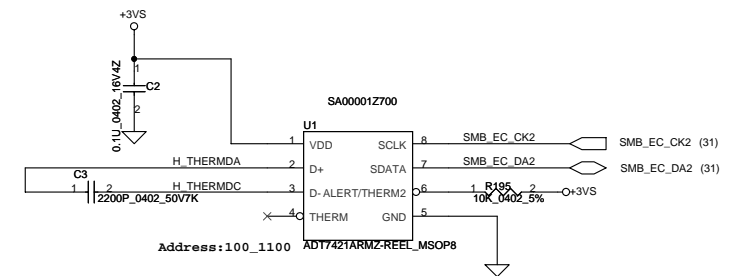 +3VS
1
C2
0.1U_0402_16V4Z
2
SA00001Z700
U1
1 VDD SCLK 8 SMB_EC_CK2 SMB_EC_CK2 (31)
H_THERMDA 2 D+ SDATA 7 SMB_EC_DA2 SMB_EC_DA2 (31)
C3
1 2 H_THERMDC 3 D- ALERT/THERM2 6 1 R195 2 +3VS
2200P_0402_50V7K 10K_0402_5%
4 THERM GND 5
Address:100_1100 ADT7421ARMZ-REEL_MSOP8